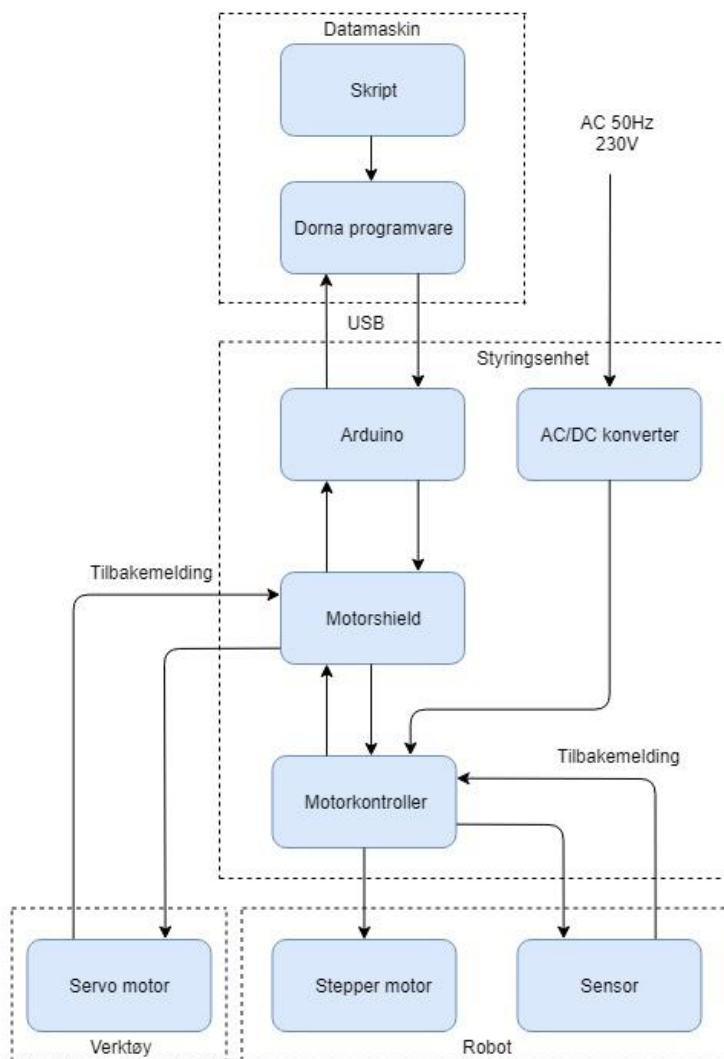 Datamaskin
Skript
AC 50Hz
230V
Dorna programvare
USB
Styringsenhet
Arduino
AC/DC konverter
Tilbakemelding
Motorshield
Tilbakemelding
Motorkontroller
Servo motor
Stepper motor
Sensor
Verktøy
Robot